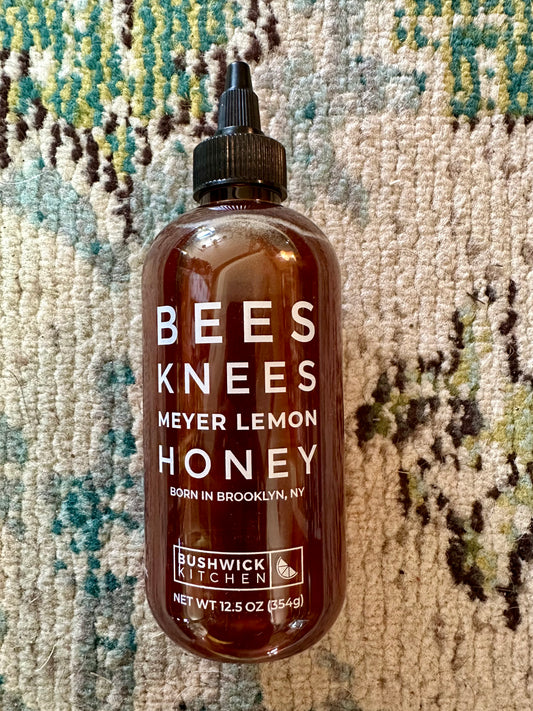 BEES
KNEES
MEYER LEMON
HONEY
BORN IN BROOKLYN, NY
BUSHWICK
KITCHEN
NET WT 12.5 OZ (354g)